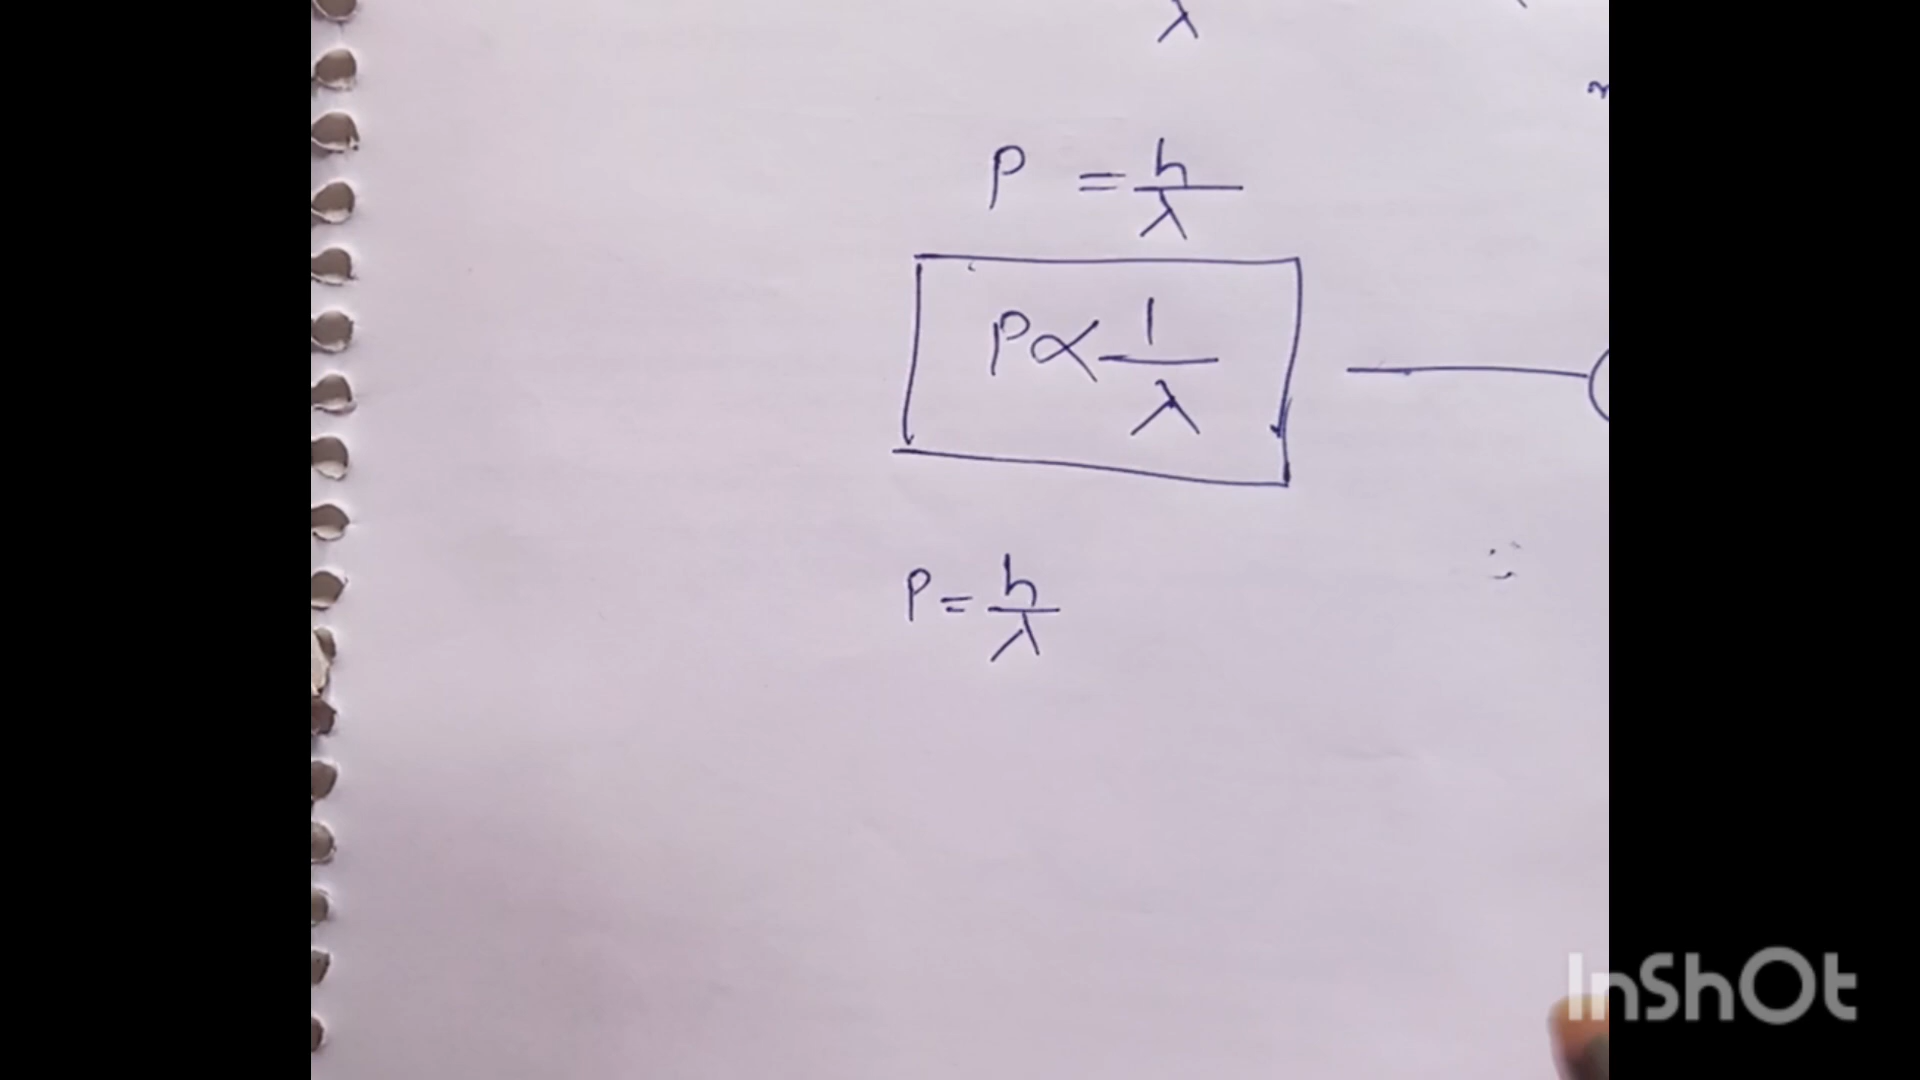 λ
P = h/λ
P ∝ 1/λ
P = h/λ
InShOt